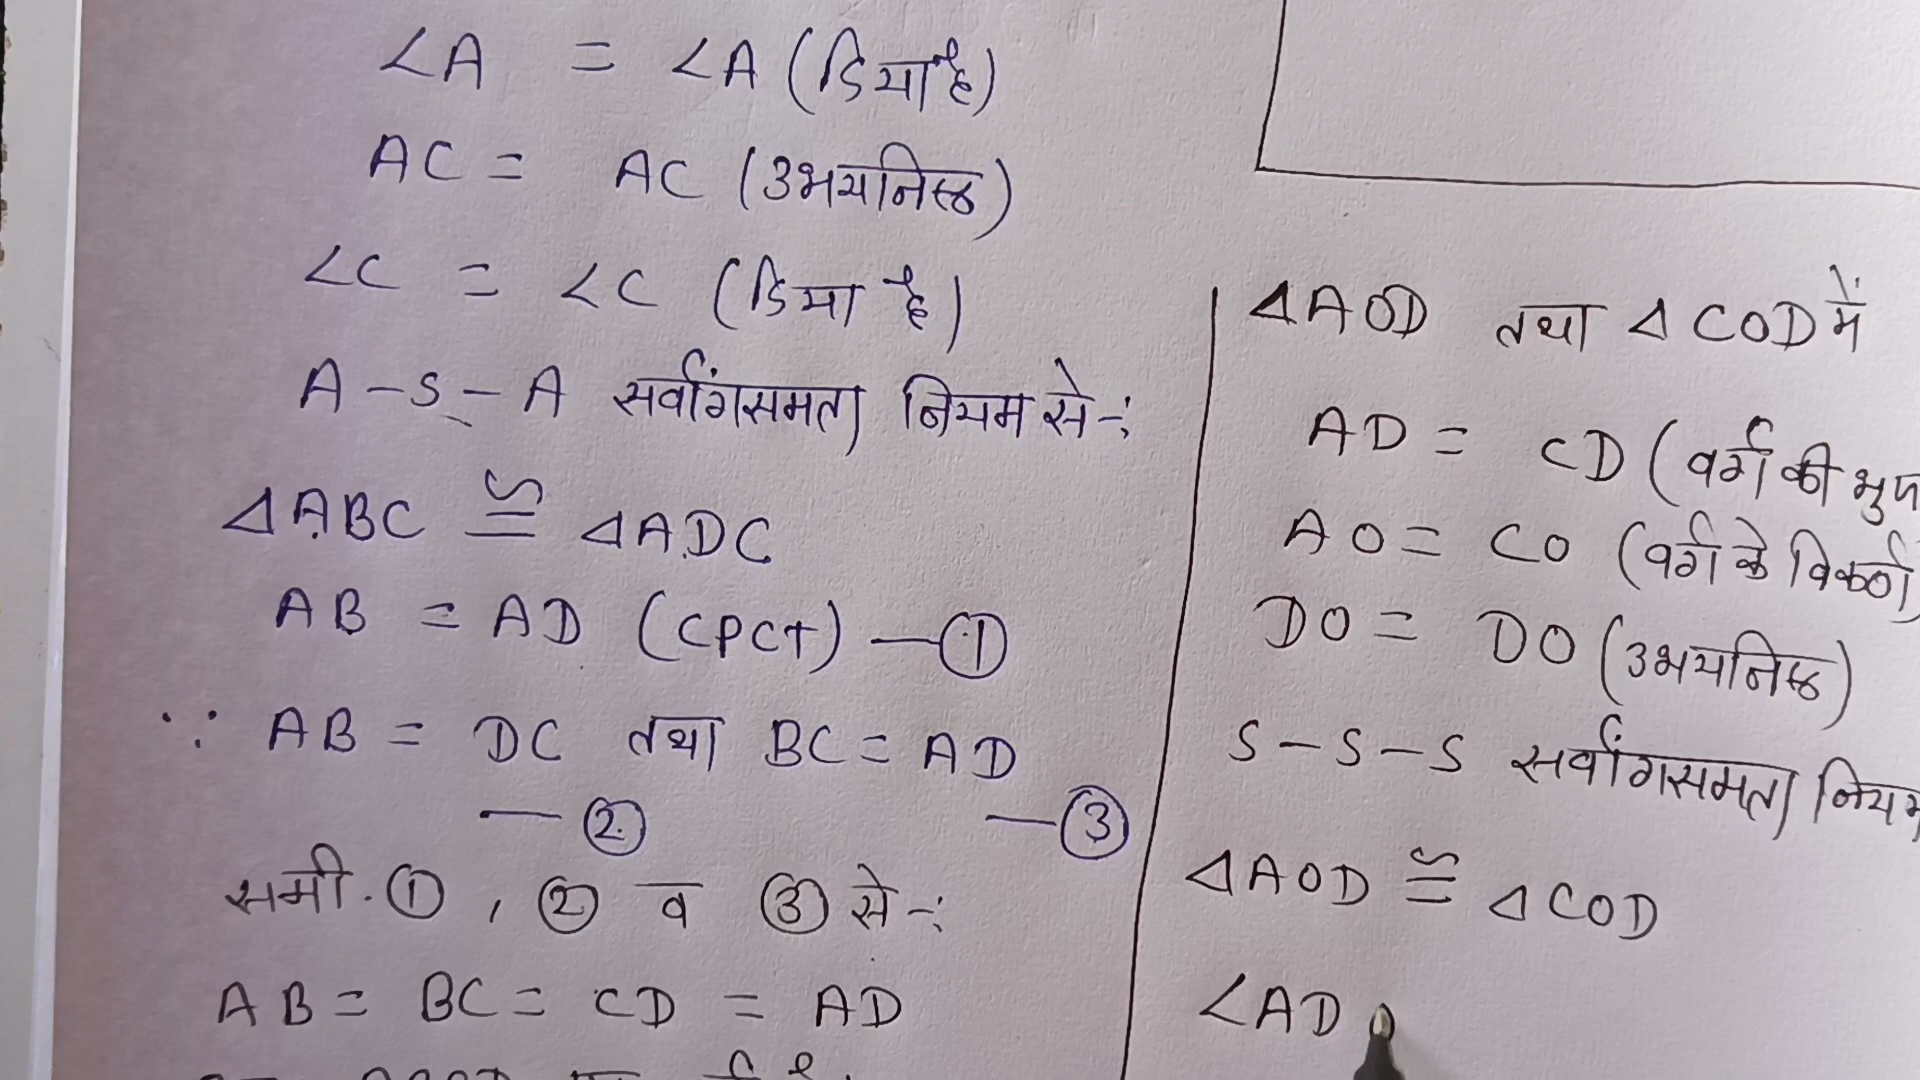 ∠A = ∠A (दिया है)
AC = AC (उभयनिष्ठ)
∠C = ∠C (दिया है)
A-S-A सर्वांगसमता नियम से -:
△ABC ≅ △ADC
AB = AD (CPCT) —①
∵ AB = DC तथा BC = AD
—② —③
समी. ①, ② व ③ से -:
AB = BC = CD = AD
△AOD तथा △COD में
AD = CD (वर्ग की
AO = CO (वर्ग के विकर्ण)
DO = DO (उभयनिष्ठ)
S-S-S सर्वांगसमता नियम
△AOD ≅ △COD
∠AD